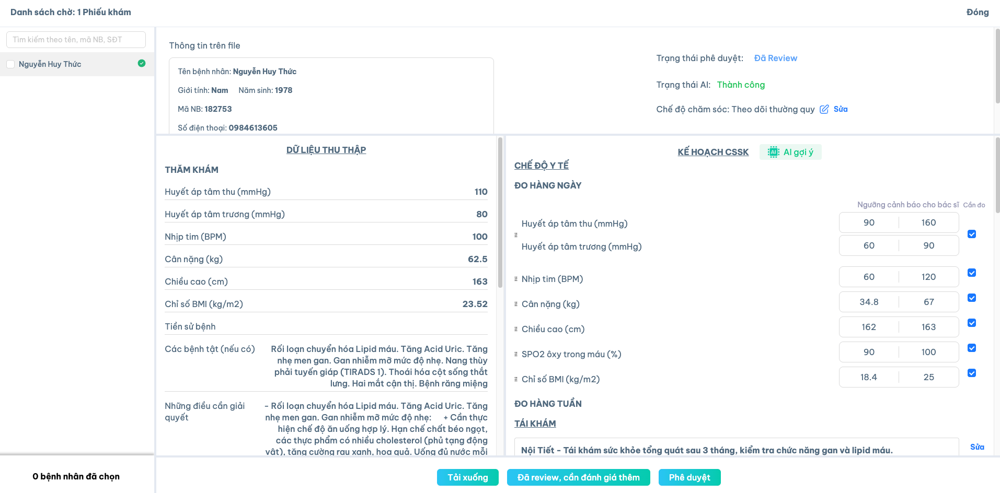 Danh sách chờ: 1 Phiếu khám
Đóng
Tìm kiếm theo tên, mã NB, SĐT
Nguyễn Huy Thức
0 bệnh nhân đã chọn
Thông tin trên file
Tên bệnh nhân: Nguyễn Huy Thức
Giới tính: Nam Năm sinh: 1978
Mã NB: 182753
Số điện thoại: 0984613605
Trạng thái phê duyệt: Đã Review
Trạng thái AI: Thành công
Chế độ chăm sóc: Theo dõi thường quy Sửa
DỮ LIỆU THU THẬP
THĂM KHÁM
Huyết áp tâm thu (mmHg) 110
Huyết áp tâm trương (mmHg) 80
Nhịp tim (BPM) 100
Cân nặng (kg) 62.5
Chiều cao (cm) 163
Chỉ số BMI (kg/m2) 23.52
Tiền sử bệnh
Các bệnh tật (nếu có) Rối loạn chuyển hóa Lipid máu. Tăng Acid Uric. Tăng
nhẹ men gan. Gan nhiễm mỡ mức độ nhẹ. Nang thùy
phải tuyến giáp (TIRADS 1). Thoái hóa cột sống thắt
lưng. Hai mắt cận thị. Bệnh răng miệng
Những điều cần giải - Rối loạn chuyển hóa Lipid máu. Tăng Acid Uric. Tăng
quyết nhẹ men gan. Gan nhiễm mỡ mức độ nhẹ: + Cần thực
hiện chế độ ăn uống hợp lý. Hạn chế chất béo ngọt,
các thực phẩm có nhiều cholesterol (phủ tạng động
vật), tăng cường rau xanh, hoa quả. Uống đủ nước mỗi
KẾ HOẠCH CSSK AI gợi ý
CHẾ ĐỘ Y TẾ
ĐO HÀNG NGÀY
Ngưỡng cảnh báo cho bác sĩ Cần đo
Huyết áp tâm thu (mmHg) 90 160
Huyết áp tâm trương (mmHg) 60 90
Nhịp tim (BPM) 60 120
Cân nặng (kg) 34.8 67
Chiều cao (cm) 162 163
SPO2 ôxy trong máu (%) 90 100
Chỉ số BMI (kg/m2) 18.4 25
ĐO HÀNG TUẦN
TÁI KHÁM
Nội Tiết - Tái khám sức khỏe tổng quát sau 3 tháng, kiểm tra chức năng gan và lipid máu. Sửa
Tải xuống Đã review, cần đánh giá thêm Phê duyệt